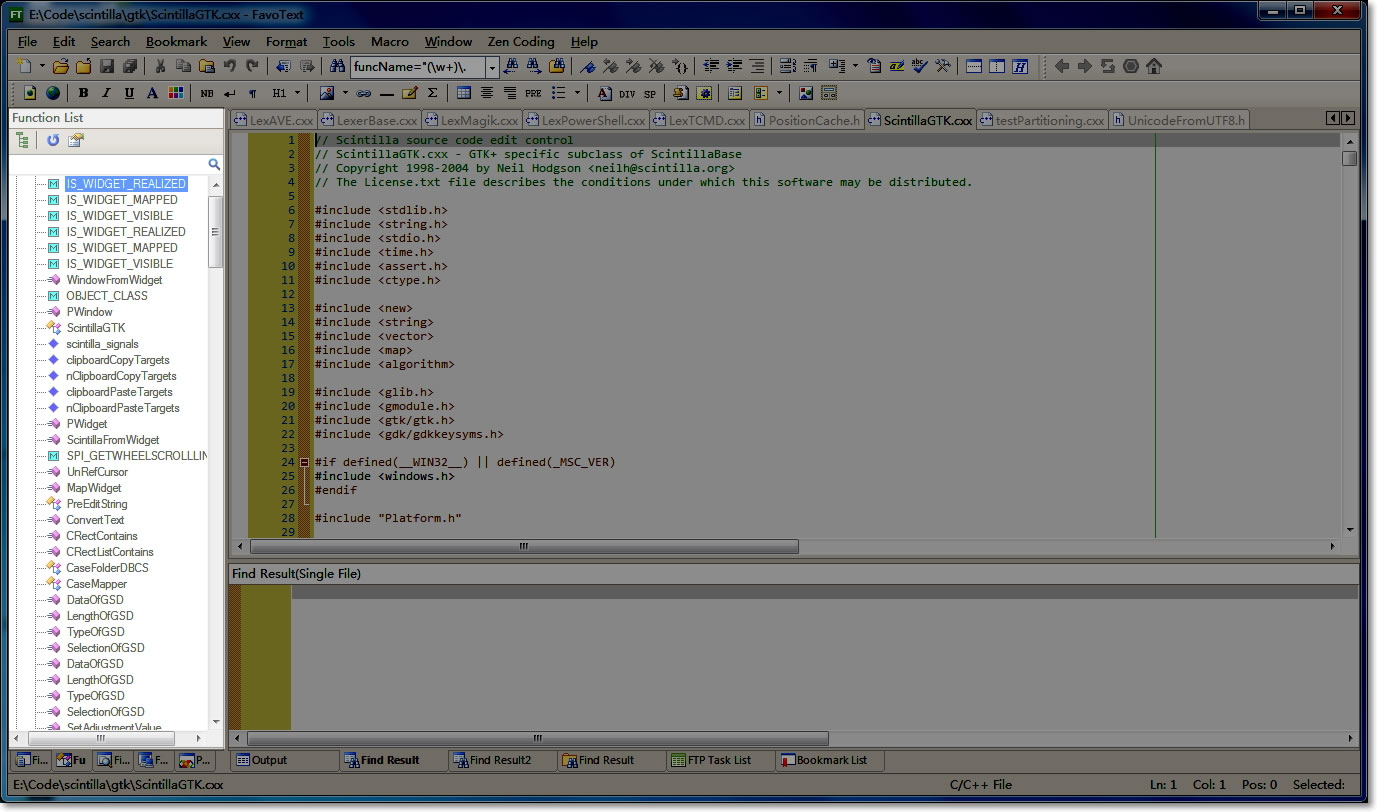 E:\Code\scintilla\gtk\ScintillaGTK.cxx - FavoText
File Edit Search Bookmark View Format Tools Macro Window Zen Coding Help
funcName="(\w+)\.
B I U A NB H1 Σ PRE DIV SP
Function List
LexAVE.cxx LexerBase.cxx LexMagik.cxx LexPowerShell.cxx LexTCMD.cxx PositionCache.h ScintillaGTK.cxx testPartitioning.cxx UnicodeFromUTF8.h
IS_WIDGET_REALIZED
IS_WIDGET_MAPPED
IS_WIDGET_VISIBLE
IS_WIDGET_REALIZED
IS_WIDGET_MAPPED
IS_WIDGET_VISIBLE
WindowFromWidget
OBJECT_CLASS
PWindow
ScintillaGTK
scintilla_signals
clipboardCopyTargets
nClipboardCopyTargets
clipboardPasteTargets
nClipboardPasteTargets
PWidget
ScintillaFromWidget
SPI_GETWHEELSCROLLLIN
UnRefCursor
MapWidget
PreEditString
ConvertText
CRectContains
CRectListContains
CaseFolderDBCS
CaseMapper
DataOfGSD
LengthOfGSD
TypeOfGSD
SelectionOfGSD
DataOfGSD
LengthOfGSD
TypeOfGSD
SelectionOfGSD
SetAdjustmentValue
1 // Scintilla source code edit control
2 // ScintillaGTK.cxx - GTK+ specific subclass of ScintillaBase
3 // Copyright 1998-2004 by Neil Hodgson <neilh@scintilla.org>
4 // The License.txt file describes the conditions under which this software may be distributed.
5
6 #include <stdlib.h>
7 #include <string.h>
8 #include <stdio.h>
9 #include <time.h>
10 #include <assert.h>
11 #include <ctype.h>
12
13 #include <new>
14 #include <string>
15 #include <vector>
16 #include <map>
17 #include <algorithm>
18
19 #include <glib.h>
20 #include <gmodule.h>
21 #include <gtk/gtk.h>
22 #include <gdk/gdkkeysyms.h>
23
24 #if defined(__WIN32__) || defined(_MSC_VER)
25 #include <windows.h>
26 #endif
27
28 #include "Platform.h"
29
Find Result(Single File)
Fi... Fu Fi... F... P...
Output Find Result Find Result2 Find Result FTP Task List Bookmark List
E:\Code\scintilla\gtk\ScintillaGTK.cxx C/C++ File Ln: 1 Col: 1 Pos: 0 Selected: